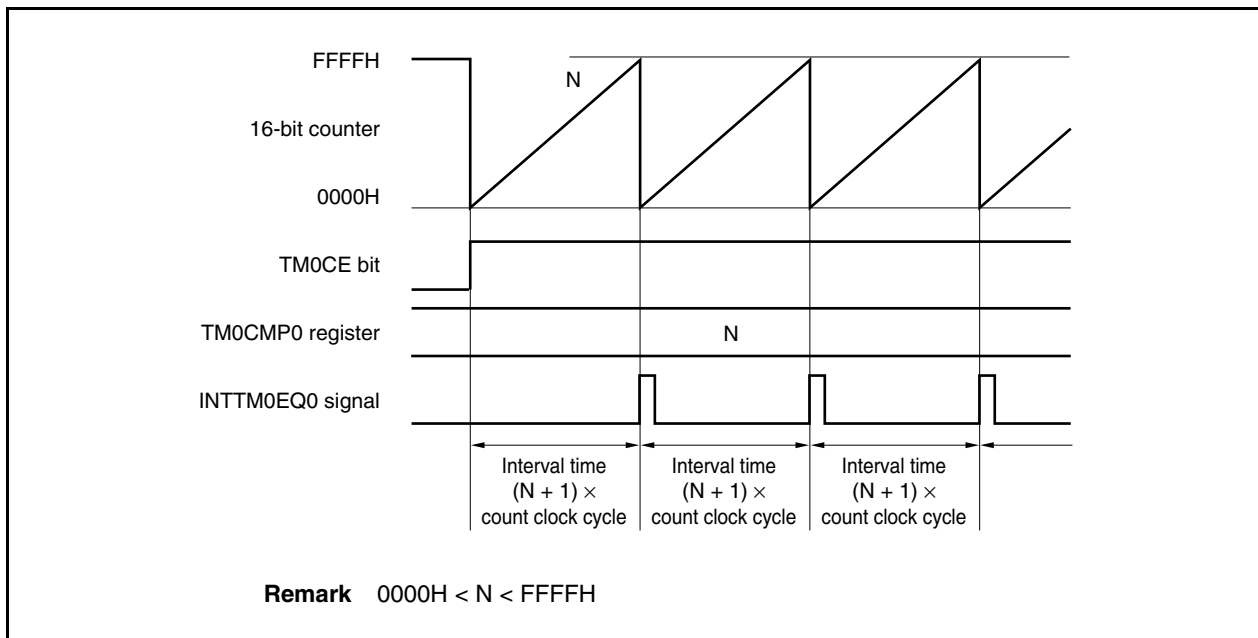 FFFFH
N
16-bit counter
0000H
TM0CE bit
TM0CMP0 register
N
INTTM0EQ0 signal
Interval time
(N + 1) ×
count clock cycle
Interval time
(N + 1) ×
count clock cycle
Interval time
(N + 1) ×
count clock cycle
Remark 0000H < N < FFFFH